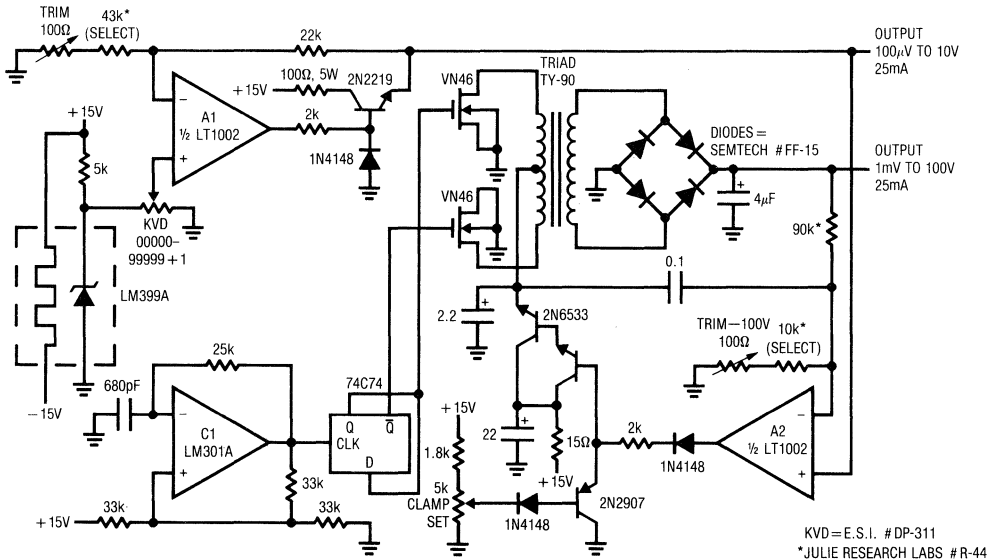 TRIM
100Ω
43k*
(SELECT)
22k
OUTPUT
100µV TO 10V
25mA
TRIAD
TY-90
VN46
100Ω, 5W
2N2219
+15V
+15V
−
A1
½ LT1002
+
2k
1N4148
DIODES =
SEMTECH #FF-15
OUTPUT
1mV TO 100V
25mA
5k
+
4µF
VN46
KVD
00000-
99999 + 1
90k*
LM399A
0.1
+
2.2
2N6533
TRIM—100V
100Ω
10k*
(SELECT)
25k
680pF
74C74
−15V
−
C1
LM301A
+
Q
Q̅
CLK
D
+15V
+
22
15Ω
2k
1N4148
−
A2
½ LT1002
+
1.8k
+15V
33k
5k
CLAMP
SET
2N2907
+15V
33k
33k
1N4148
KVD = E.S.I. #DP-311
*JULIE RESEARCH LABS #R-44